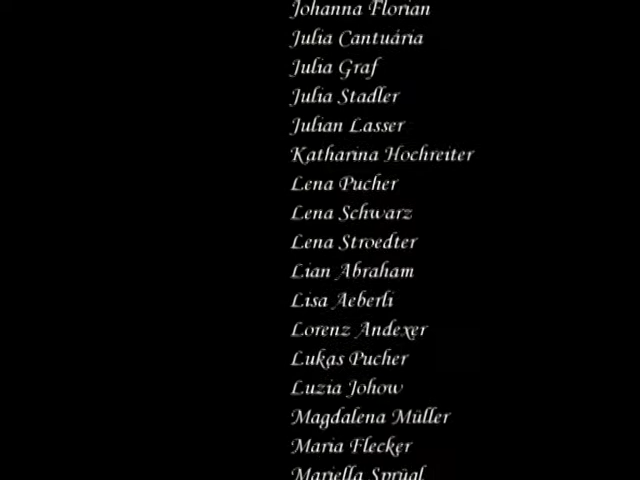 Johanna Florian
Julia Cantuária
Julia Graf
Julia Stadler
Julian Lasser
Katharina Hochreiter
Lena Pucher
Lena Schwarz
Lena Stroedter
Lian Abraham
Lisa Aeberli
Lorenz Andexer
Lukas Pucher
Luzia Johow
Magdalena Müller
Maria Flecker
Mariella